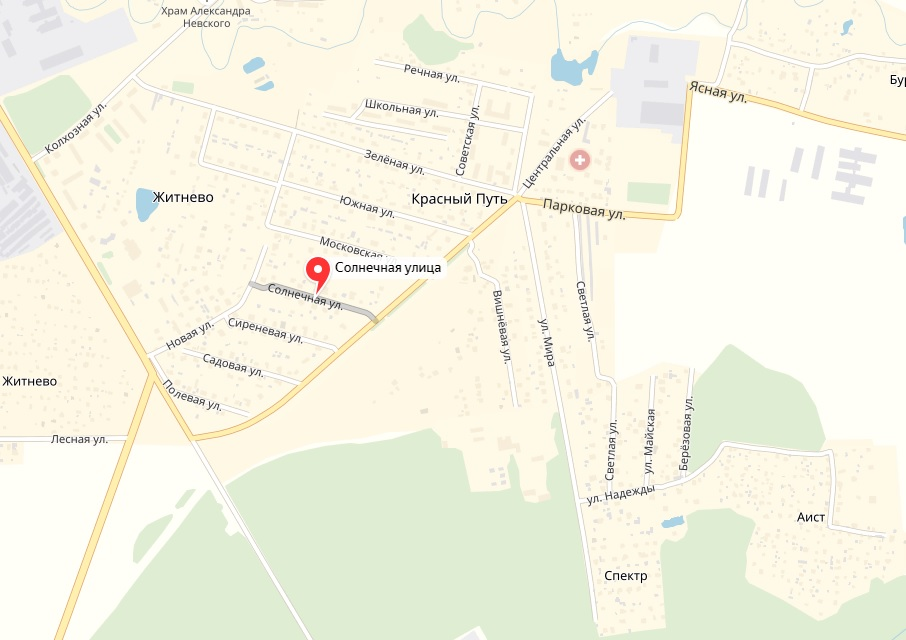 Храм Александра
Невского
Речная ул.
Ясная ул.
Бур
Школьная ул.
Колхозная ул.
Советская ул.
Центральная ул.
Зелёная ул.
Житнево
Южная ул.
Красный Путь
Парковая ул.
Московская
Солнечная улица
Солнечная ул.
Вишнёвая ул.
Светлая ул.
ул. Мира
Новая ул.
Сиреневая ул.
Садовая ул.
Житнево
Полевая ул.
Лесная ул.
Светлая ул.
ул. Майская
Берёзовая ул.
ул. Надежды
Аист
Спектр